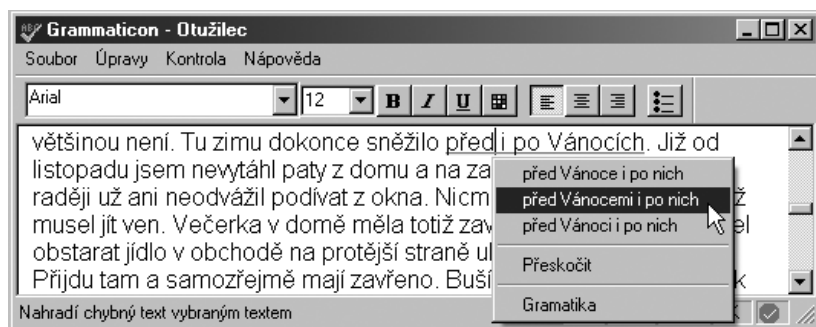 Grammaticon - Otužilec
Soubor Úpravy Kontrola Nápověda
Arial 12 B I U
většinou není. Tu zimu dokonce sněžilo před i po Vánocích. Již od
listopadu jsem nevytáhl paty z domu a na za
raději už ani neodvážil podívat z okna. Nicm ž
musel jít ven. Večerka v domě měla totiž zav el
obstarat jídlo v obchodě na protější straně ul
Přijdu tam a samozřejmě mají zavřeno. Buší k
před Vánoce i po nich
před Vánocemi i po nich
před Vánoci i po nich
Přeskočit
Gramatika
Nahradí chybný text vybraným textem